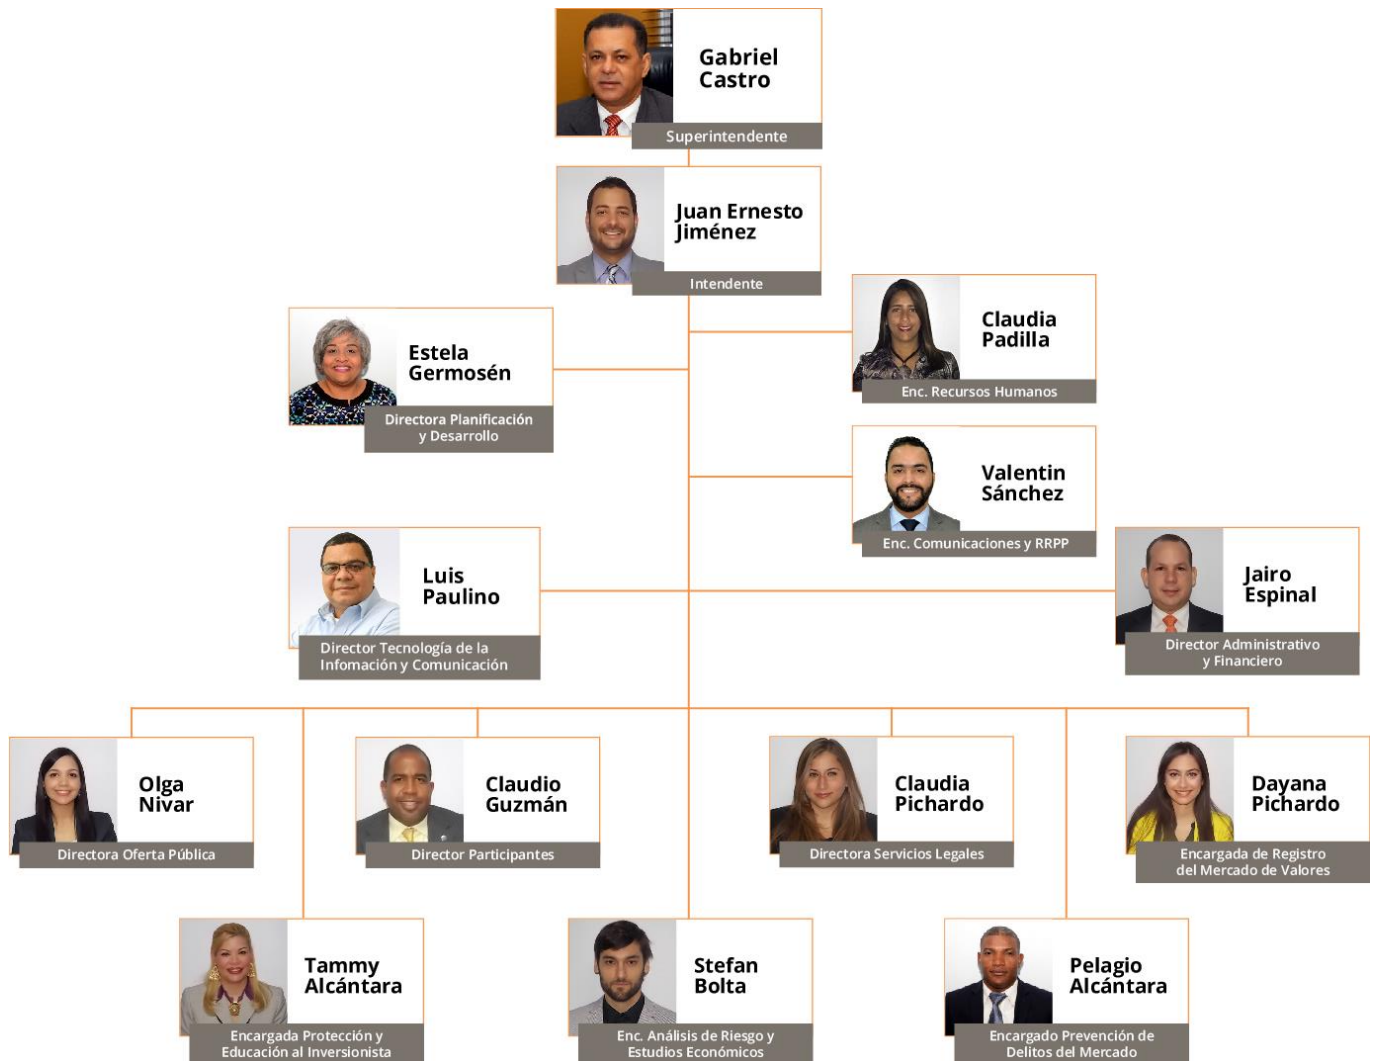 Gabriel
Castro
Superintendente
Juan Ernesto
Jiménez
Intendente
Claudia
Padilla
Enc. Recursos Humanos
Estela
Germosén
Directora Planificación
y Desarrollo
Valentin
Sánchez
Enc. Comunicaciones y RRPP
Luis
Paulino
Director Tecnología de la
Infomación y Comunicación
Jairo
Espinal
Director Administrativo
y Financiero
Olga
Nivar
Directora Oferta Pública
Claudio
Guzmán
Director Participantes
Claudia
Pichardo
Directora Servicios Legales
Dayana
Pichardo
Encargada de Registro
del Mercado de Valores
Tammy
Alcántara
Encargada Protección y
Educación al Inversionista
Stefan
Bolta
Enc. Análisis de Riesgo y
Estudios Económicos
Pelagio
Alcántara
Encargado Prevención de
Delitos del Mercado